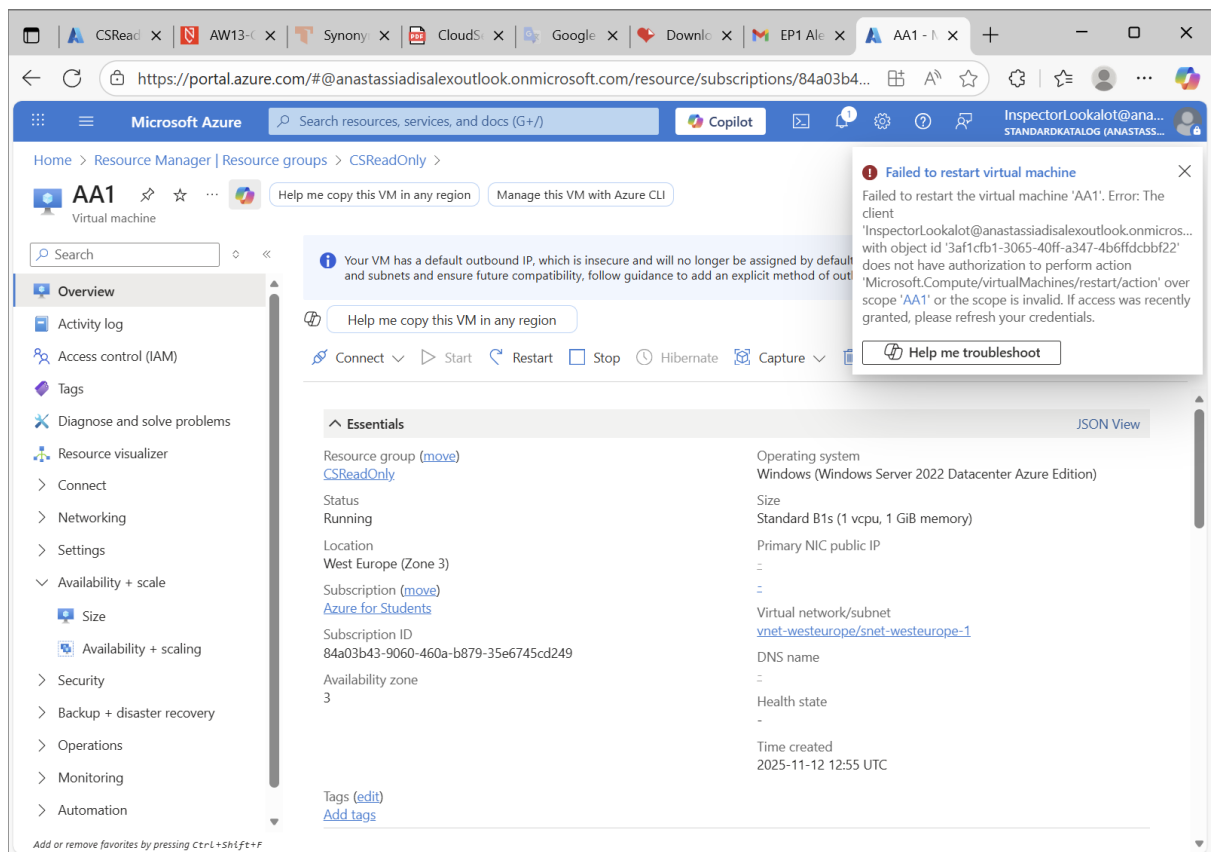 CSRead
AW13-(
Synony
CloudSe
Google
Downlo
EP1 Ale
AA1 - M
https://portal.azure.com/#@anastassiadisalexoutlook.onmicrosoft.com/resource/subscriptions/84a03b4...
Microsoft Azure
Search resources, services, and docs (G+/)
Copilot
1
InspectorLookalot@ana...
STANDARDKATALOG (ANASTASS...
Home > Resource Manager | Resource groups > CSReadOnly >
AA1
Virtual machine
Help me copy this VM in any region
Manage this VM with Azure CLI
Failed to restart virtual machine
Failed to restart the virtual machine 'AA1'. Error: The
client
'InspectorLookalot@anastassiadisalexoutlook.onmicros...
with object id '3af1cfb1-3065-40ff-a347-4b6ffdcbbf22'
does not have authorization to perform action
'Microsoft.Compute/virtualMachines/restart/action' over
scope 'AA1' or the scope is invalid. If access was recently
granted, please refresh your credentials.
Help me troubleshoot
Search
Overview
Activity log
Access control (IAM)
Tags
Diagnose and solve problems
Resource visualizer
Connect
Networking
Settings
Availability + scale
Size
Availability + scaling
Security
Backup + disaster recovery
Operations
Monitoring
Automation
Add or remove favorites by pressing Ctrl+Shift+F
Your VM has a default outbound IP, which is insecure and will no longer be assigned by default
and subnets and ensure future compatibility, follow guidance to add an explicit method of out
Help me copy this VM in any region
Connect
Start
Restart
Stop
Hibernate
Capture
Essentials
JSON View
Resource group (move)
CSReadOnly
Status
Running
Location
West Europe (Zone 3)
Subscription (move)
Azure for Students
Subscription ID
84a03b43-9060-460a-b879-35e6745cd249
Availability zone
3
Operating system
Windows (Windows Server 2022 Datacenter Azure Edition)
Size
Standard B1s (1 vcpu, 1 GiB memory)
Primary NIC public IP
-
-
Virtual network/subnet
vnet-westeurope/snet-westeurope-1
DNS name
-
Health state
-
Time created
2025-11-12 12:55 UTC
Tags (edit)
Add tags